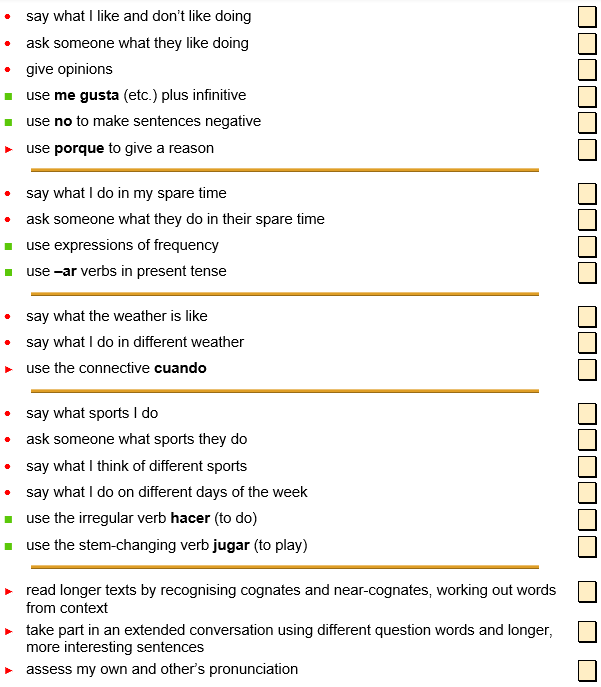 say what I like and don’t like doing
ask someone what they like doing
give opinions
use me gusta (etc.) plus infinitive
use no to make sentences negative
use porque to give a reason
say what I do in my spare time
ask someone what they do in their spare time
use expressions of frequency
use –ar verbs in present tense
say what the weather is like
say what I do in different weather
use the connective cuando
say what sports I do
ask someone what sports they do
say what I think of different sports
say what I do on different days of the week
use the irregular verb hacer (to do)
use the stem-changing verb jugar (to play)
read longer texts by recognising cognates and near-cognates, working out words
from context
take part in an extended conversation using different question words and longer,
more interesting sentences
assess my own and other’s pronunciation